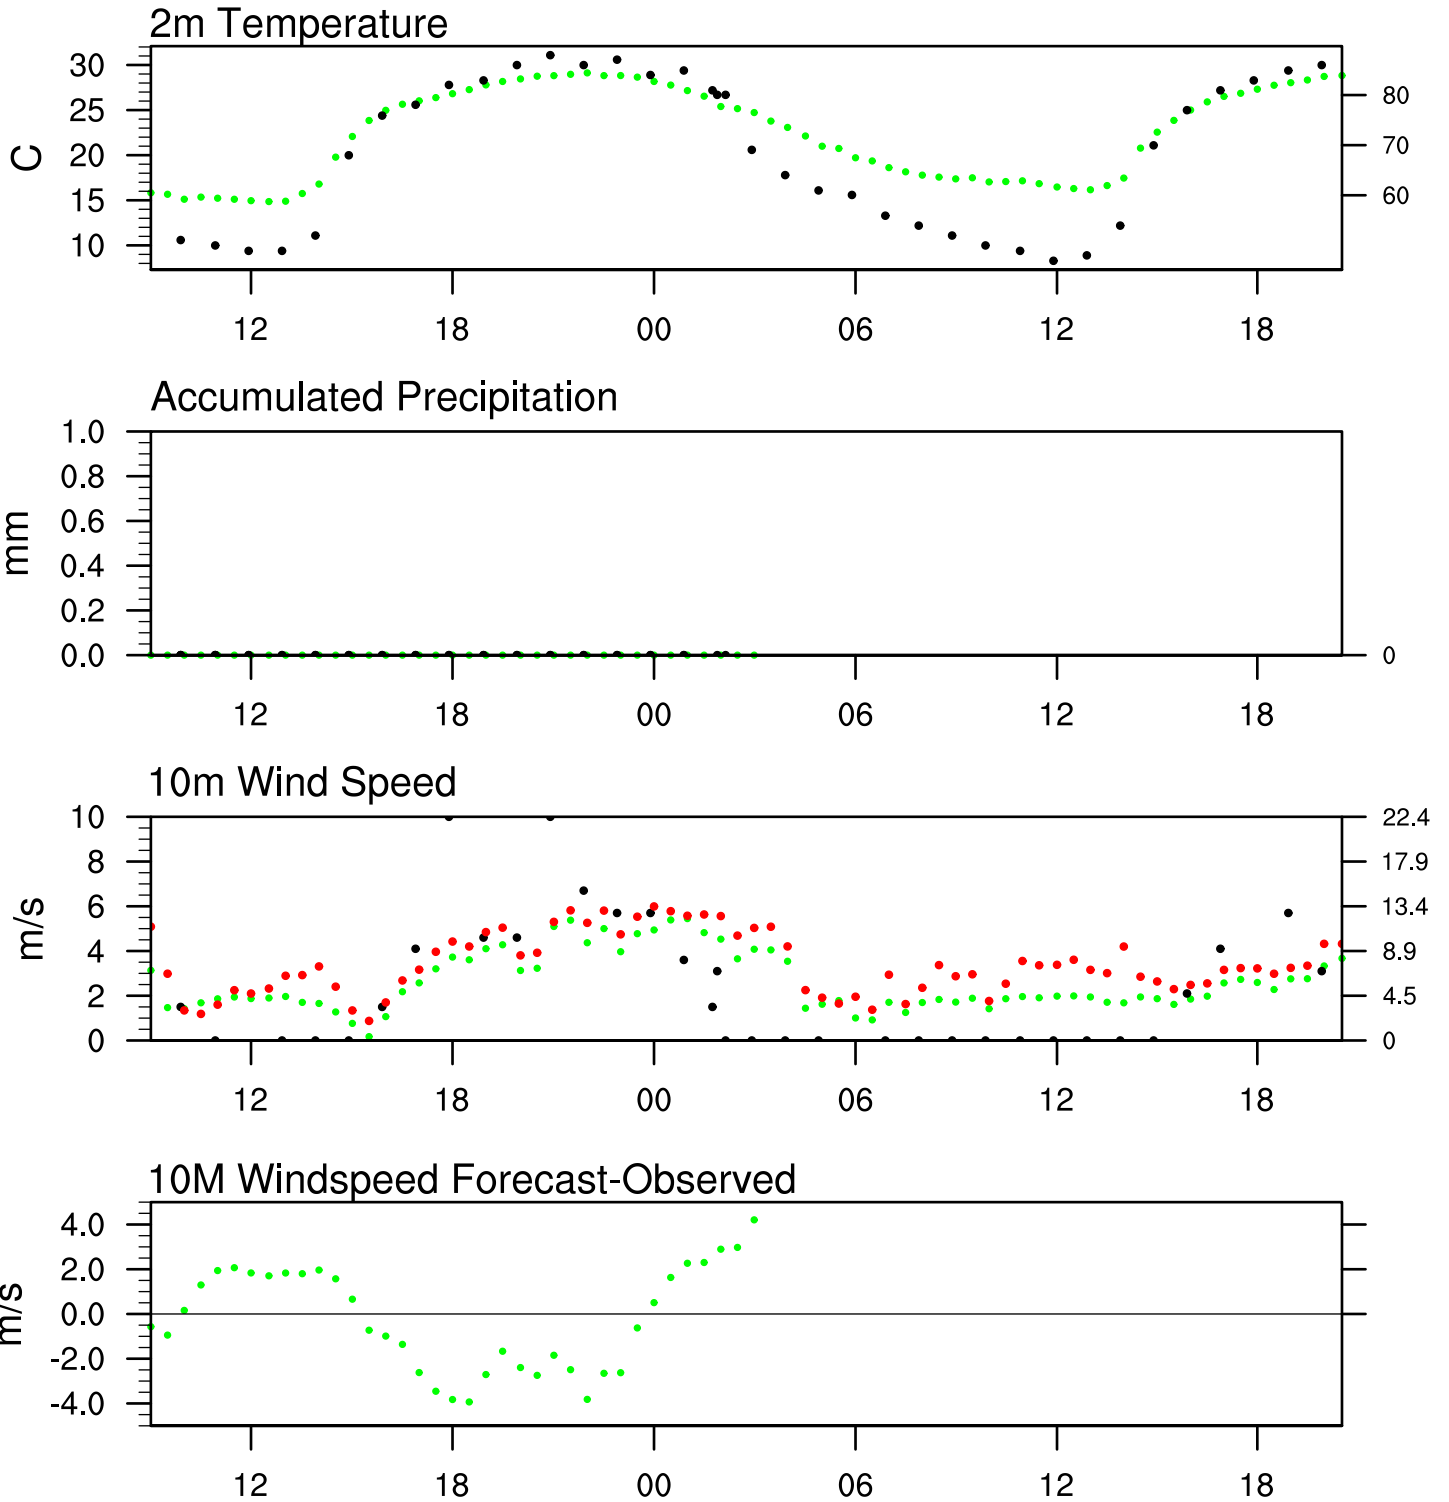 2m Temperature
30
25
20
15
10
C
80
70
60
12 18 00 06 12 18
Accumulated Precipitation
1.0
0.8
0.6
0.4
0.2
0.0
mm
0
12 18 00 06 12 18
10m Wind Speed
10
8
6
4
2
0
m/s
22.4
17.9
13.4
8.9
4.5
0
12 18 00 06 12 18
10M Windspeed Forecast-Observed
4.0
2.0
0.0
-2.0
-4.0
m/s
12 18 00 06 12 18